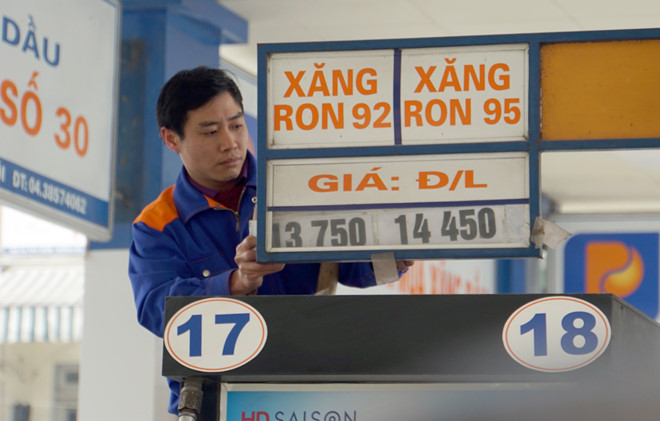 DẦU
SỐ 30
ĐT: 04.38574062
XĂNG
RON 92
XĂNG
RON 95
GIÁ: Đ/L
13 750
14 450
17
18
HD SAISON